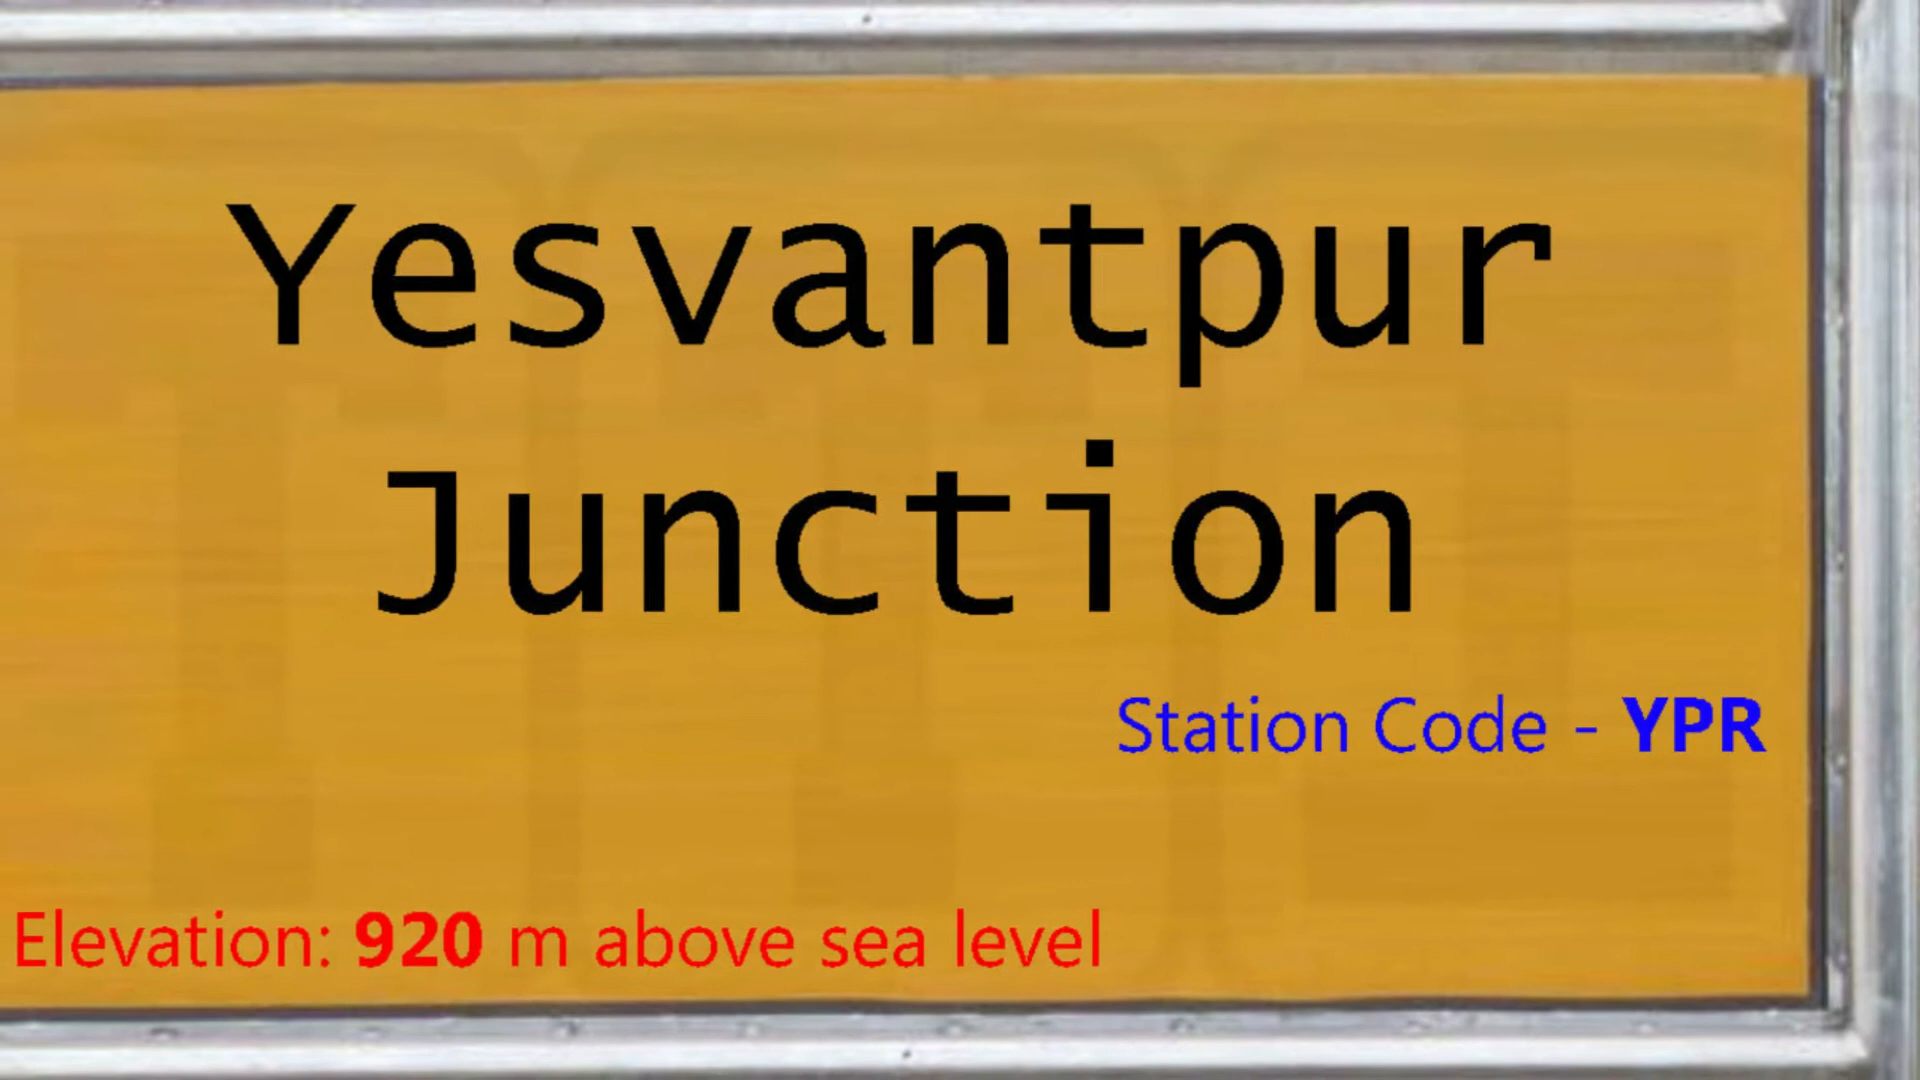 Yesvantpur
Junction
Station Code - YPR
Elevation: 920 m above sea level